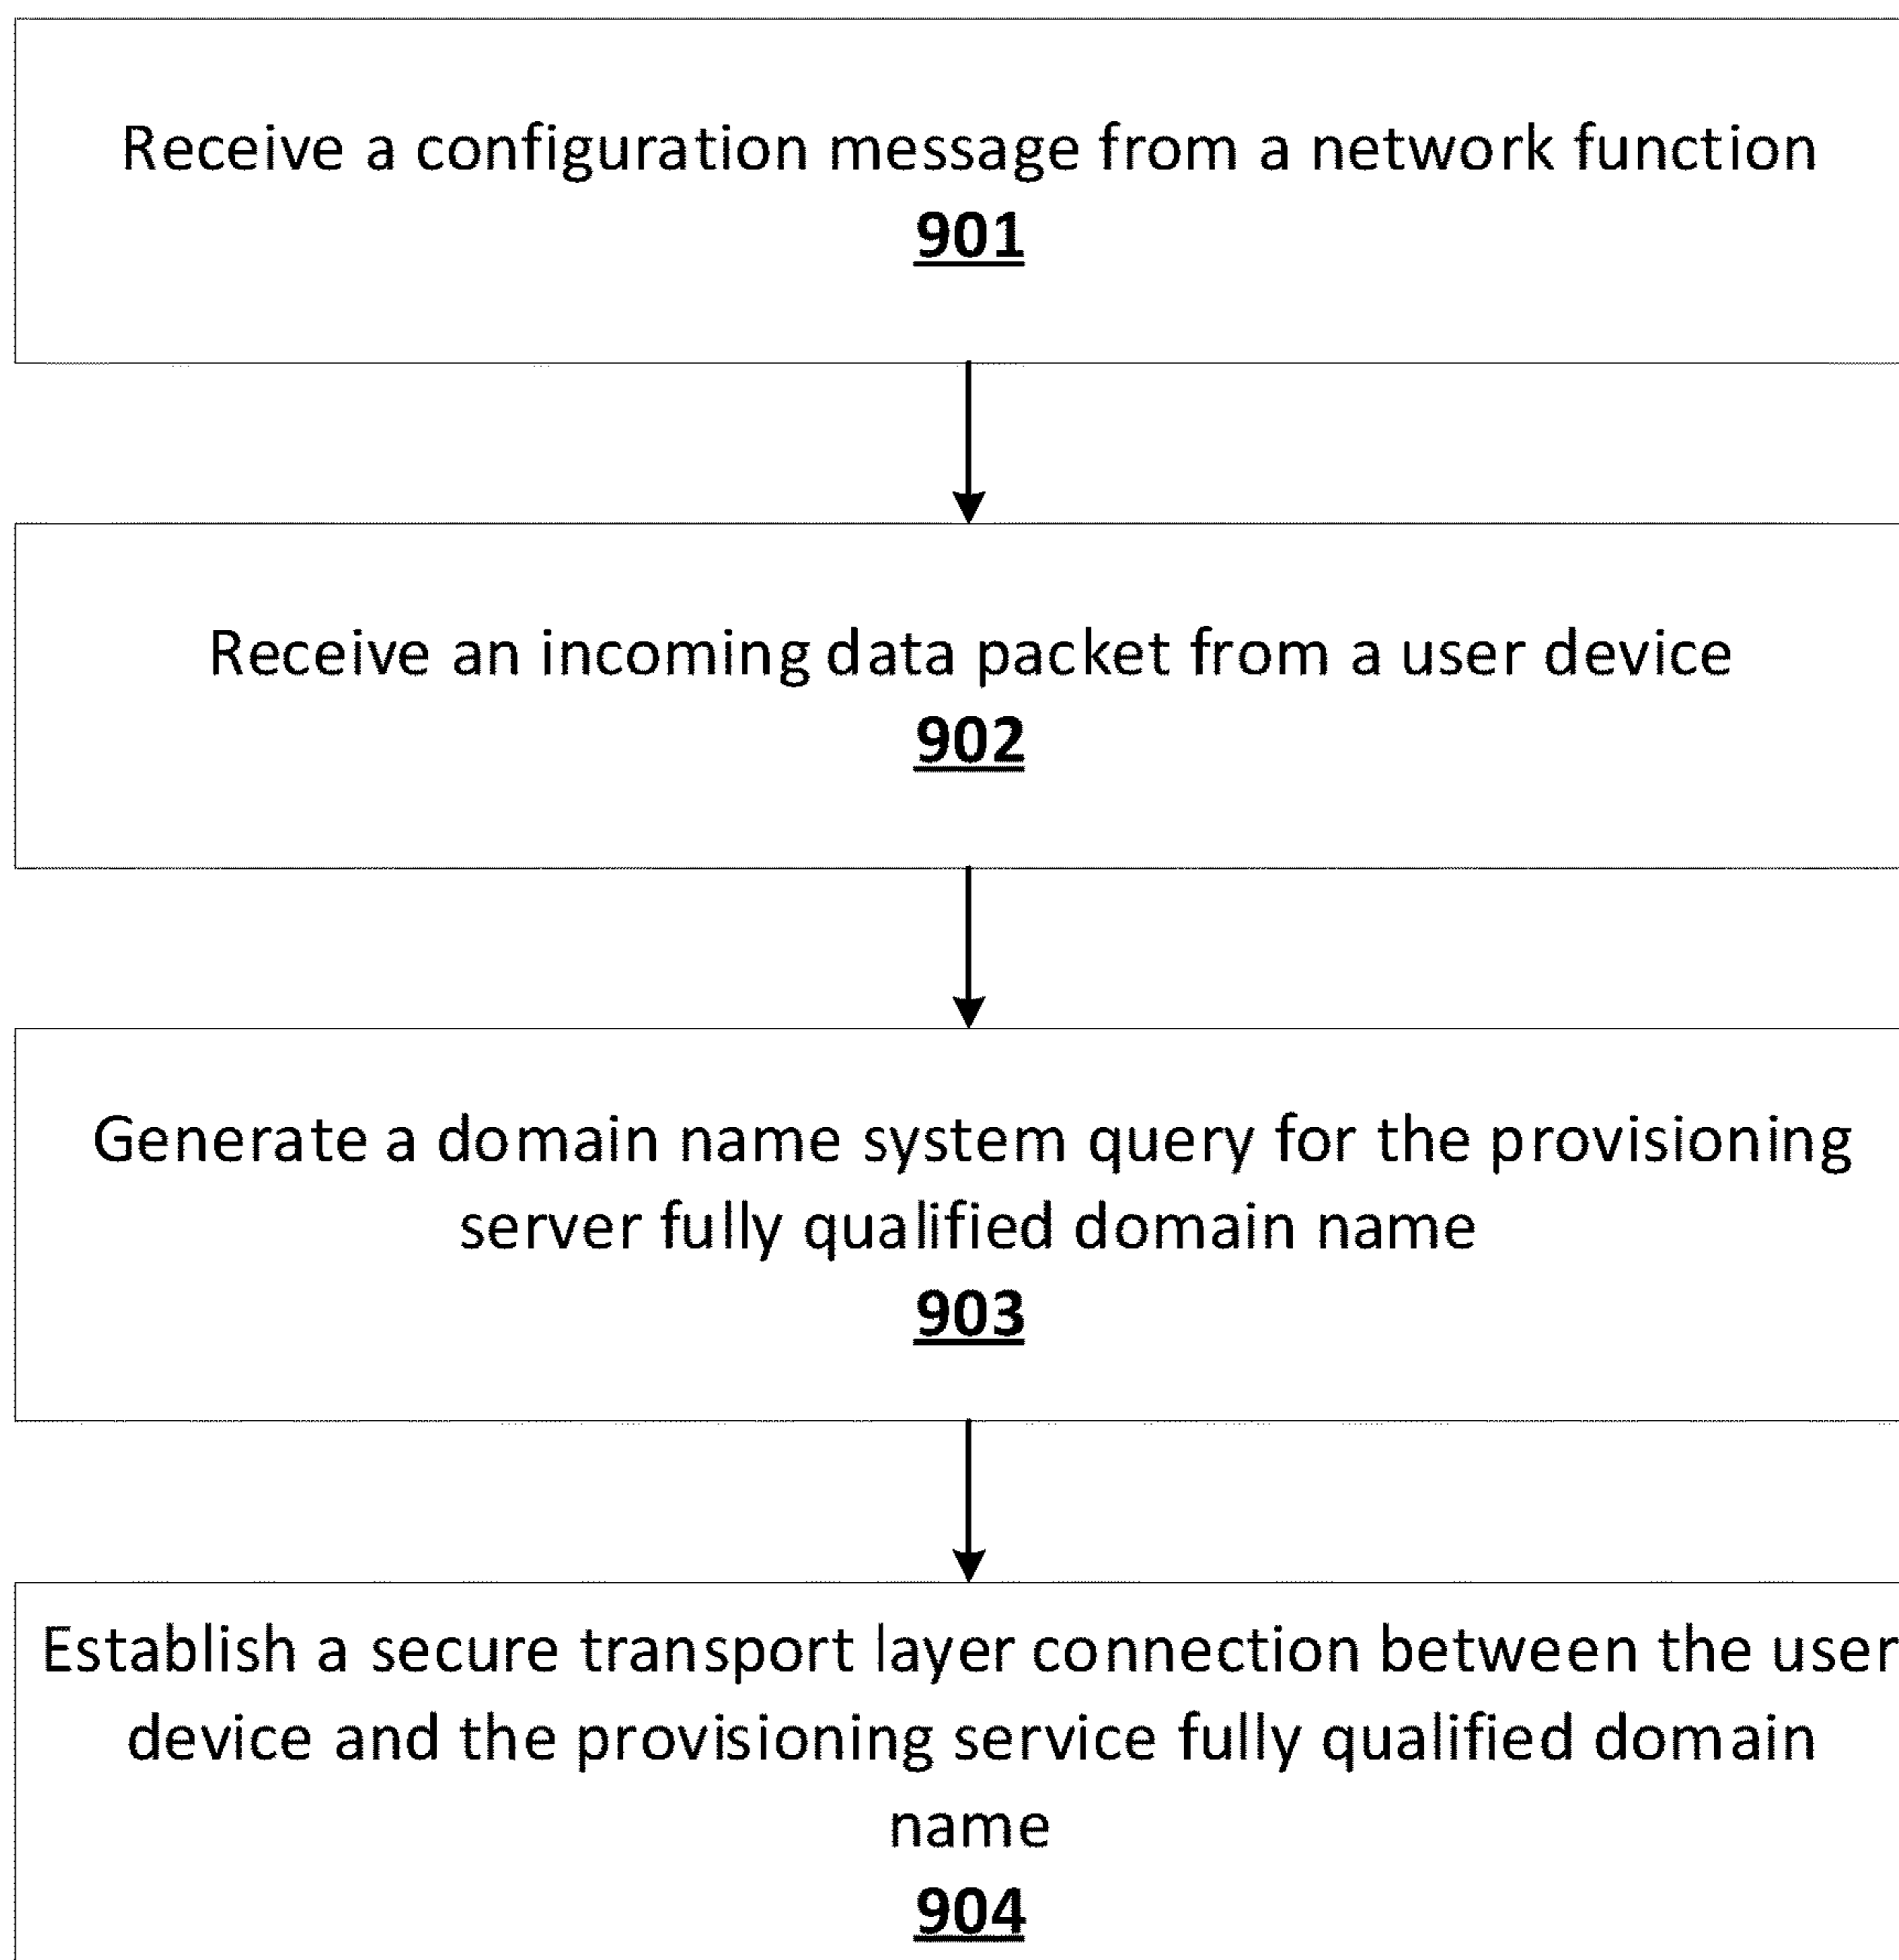 Receive a configuration message from a network function
901
Receive an incoming data packet from a user device
902
Generate a domain name system query for the provisioning
server fully qualified domain name
903
Establish a secure transport layer connection between the user
device and the provisioning service fully qualified domain
name
904